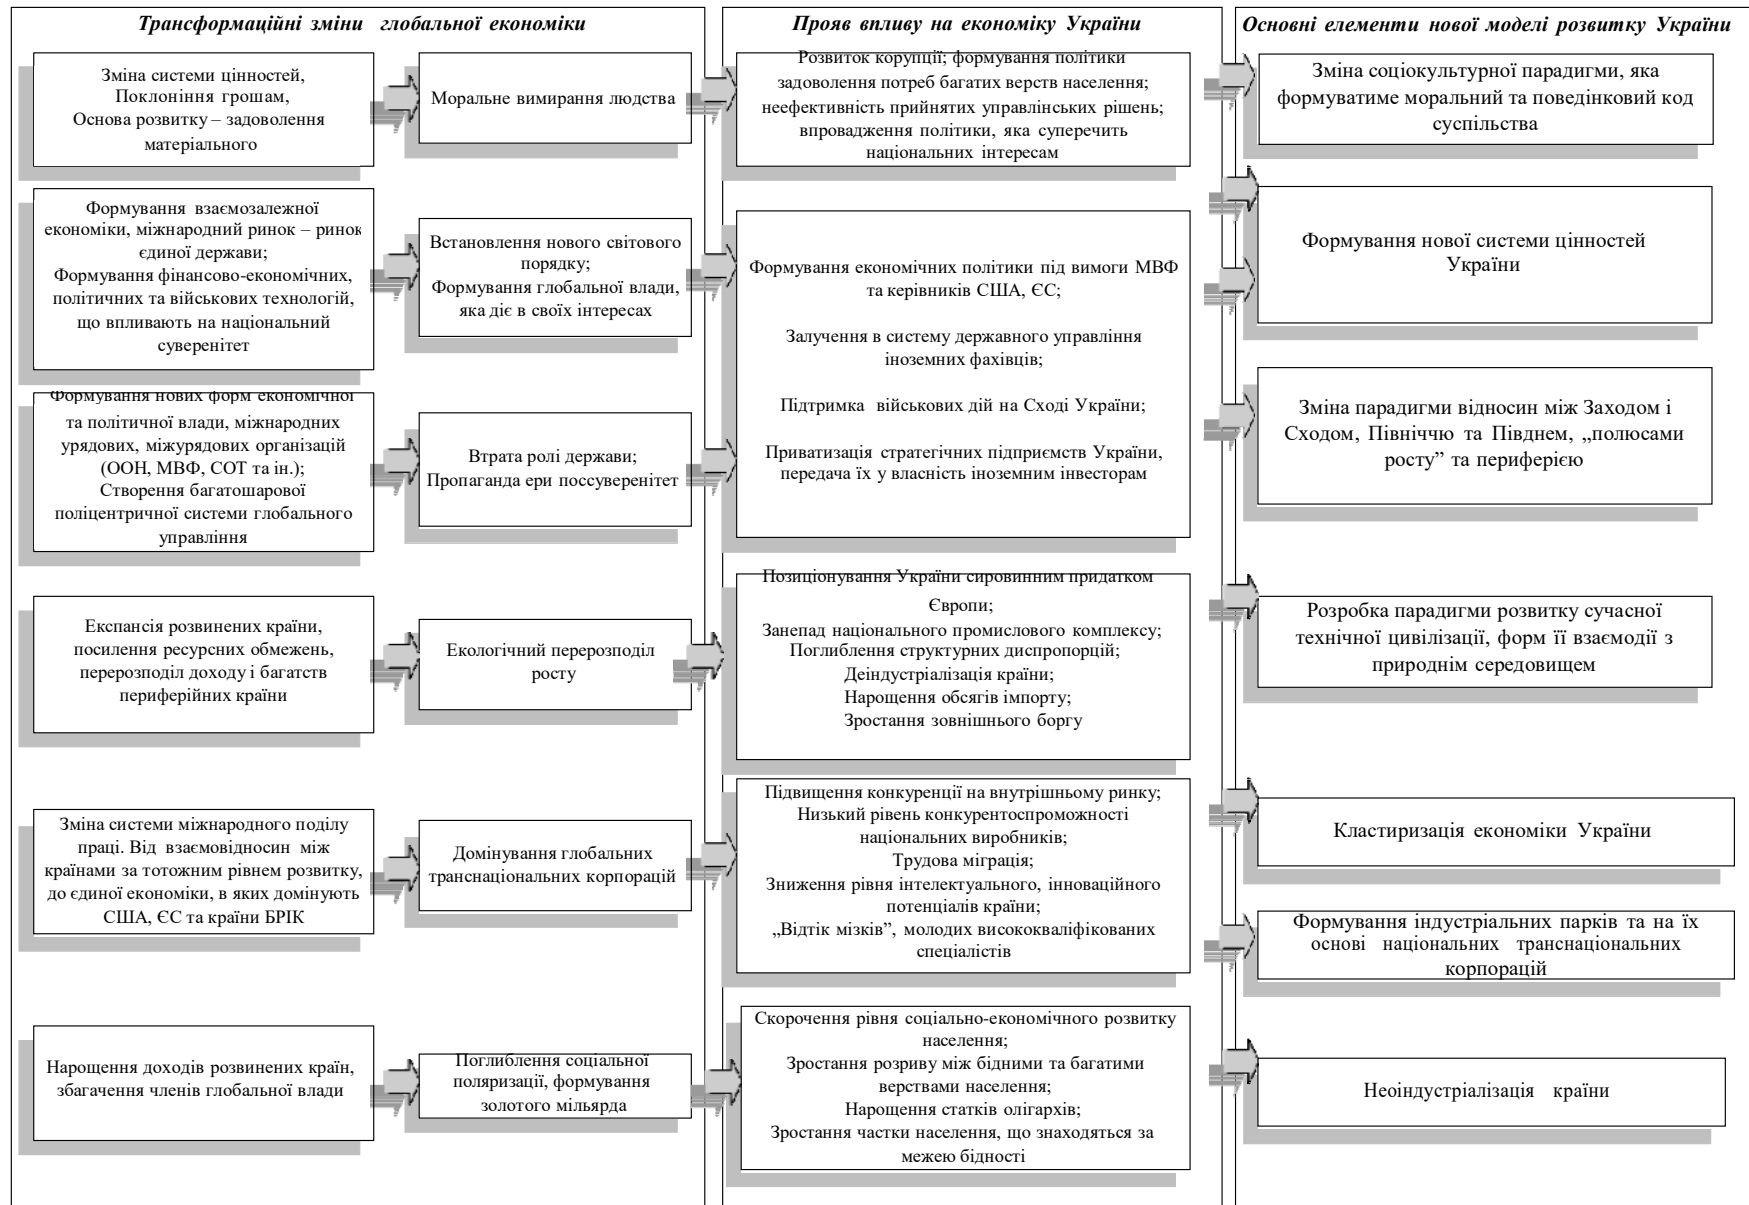 Трансформаційні зміни глобальної економіки
Зміна системи цінностей,
Поклоніння грошам,
Основа розвитку – задоволення
матеріального
Моральне вимирання людства
Формування взаємозалежної
економіки, міжнародний ринок – ринок
єдиної держави;
Формування фінансово-економічних,
політичних та військових технологій,
що впливають на національний
суверенітет
Встановлення нового світового
порядку;
Формування глобальної влади,
яка діє в своїх інтересах
Формування нових форм економічної
та політичної влади, міжнародних
урядових, міжурядових організацій
(ООН, МВФ, СОТ та ін.);
Створення багатошарової
поліцентричної системи глобального
управління
Втрата ролі держави;
Пропаганда ери поссуверенітет
Експансія розвинених країни,
посилення ресурсних обмежень,
перерозподіл доходу і багатств
периферійних країни
Екологічний перерозподіл
росту
Зміна системи міжнародного поділу
праці. Від взаємовідносин між
країнами за тотожним рівнем розвитку,
до єдиної економіки, в яких домінують
США, ЄС та країни БРІК
Домінування глобальних
транснаціональних корпорацій
Нарощення доходів розвинених країн,
збагачення членів глобальної влади
Поглиблення соціальної
поляризації, формування
золотого мільярда
Прояв впливу на економіку України
Розвиток корупції; формування політики
задоволення потреб багатих верств населення;
неефективність прийнятих управлінських рішень;
впровадження політики, яка суперечить
національних інтересам
Формування економічних політики під вимоги МВФ
та керівників США, ЄС;
Залучення в систему державного управління
іноземних фахівців;
Підтримка військових дій на Сході України;
Приватизація стратегічних підприємств України,
передача їх у власність іноземним інвесторам
Позиціонування України сировинним придатком
Європи;
Занепад національного промислового комплексу;
Поглиблення структурних диспропорцій;
Деіндустріалізація країни;
Нарощення обсягів імпорту;
Зростання зовнішнього боргу
Підвищення конкуренції на внутрішньому ринку;
Низький рівень конкурентоспроможності
національних виробників;
Трудова міграція;
Зниження рівня інтелектуального, інноваційного
потенціалів країни;
„Відтік мізків”, молодих висококваліфікованих
спеціалістів
Скорочення рівня соціально-економічного розвитку
населення;
Зростання розриву між бідними та багатими
верствами населення;
Нарощення статків олігархів;
Зростання частки населення, що знаходяться за
межею бідності
Основні елементи нової моделі розвитку України
Зміна соціокультурної парадигми, яка
формуватиме моральний та поведінковий код
суспільства
Формування нової системи цінностей
України
Зміна парадигми відносин між Заходом і
Сходом, Північчю та Півднем, „полюсами
росту” та периферією
Розробка парадигми розвитку сучасної
технічної цивілізації, форм її взаємодії з
природнім середовищем
Кластиризація економіки України
Формування індустріальних парків та на їх
основі національних транснаціональних
корпорацій
Неоіндустріалізація країни